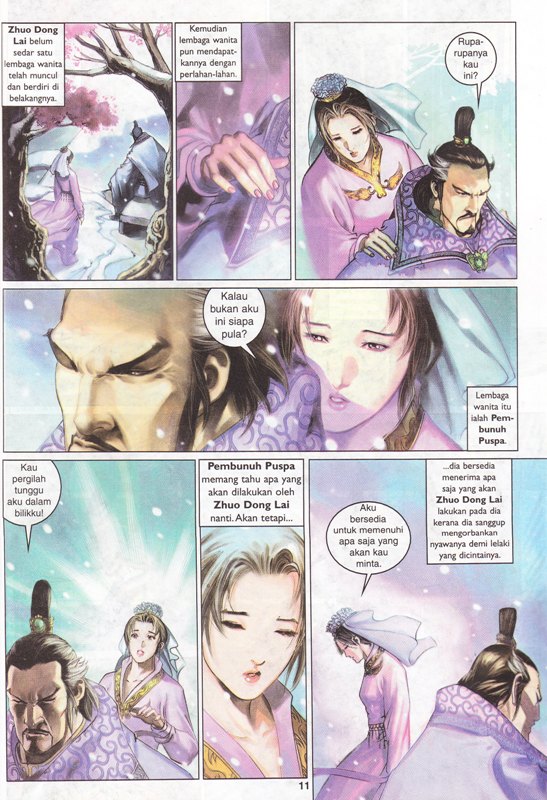 Zhuo Dong
Lai belum
sedar satu
lembaga wanita
telah muncul
dan berdiri di
belakangnya.
Kemudian
lembaga wanita
pun mendapat-
kannya dengan
perlahan-lahan.
Rupa-
rupanya
kau
ini?
Kalau
bukan aku
ini siapa
pula?
Lembaga
wanita itu
ialah Pem-
bunuh
Puspa.
Kau
pergilah
tunggu
aku dalam
bilikku!
Pembunuh Puspa
memang tahu apa yang
akan dilakukan oleh
Zhuo Dong Lai
nanti. Akan tetapi...
...dia bersedia
menerima apa
saja yang akan
Zhuo Dong Lai
lakukan pada dia
kerana dia sanggup
mengorbankan
nyawanya demi lelaki
yang dicintainya.
Aku
bersedia
untuk memenuhi
apa saja yang
akan kau
minta.
11